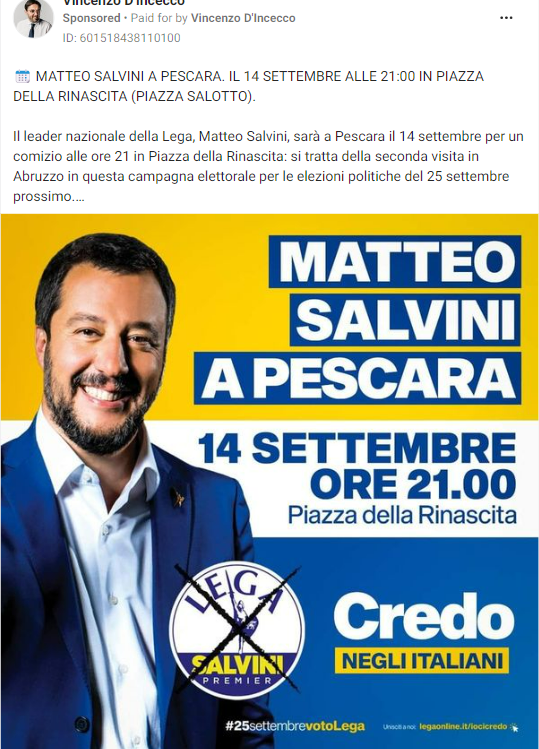 Vincenzo D'Incecco
Sponsored • Paid for by Vincenzo D'Incecco
ID: 601518438110100
MATTEO SALVINI A PESCARA. IL 14 SETTEMBRE ALLE 21:00 IN PIAZZA
DELLA RINASCITA (PIAZZA SALOTTO).
Il leader nazionale della Lega, Matteo Salvini, sarà a Pescara il 14 settembre per un
comizio alle ore 21 in Piazza della Rinascita: si tratta della seconda visita in
Abruzzo in questa campagna elettorale per le elezioni politiche del 25 settembre
prossimo....
MATTEO
SALVINI
A PESCARA
14 SETTEMBRE
ORE 21.00
Piazza della Rinascita
LEGA
SALVINI
PREMIER
Credo
NEGLI ITALIANI
#25settembrevotoLega
Unisciti a noi: legaonline.it/iocicredo